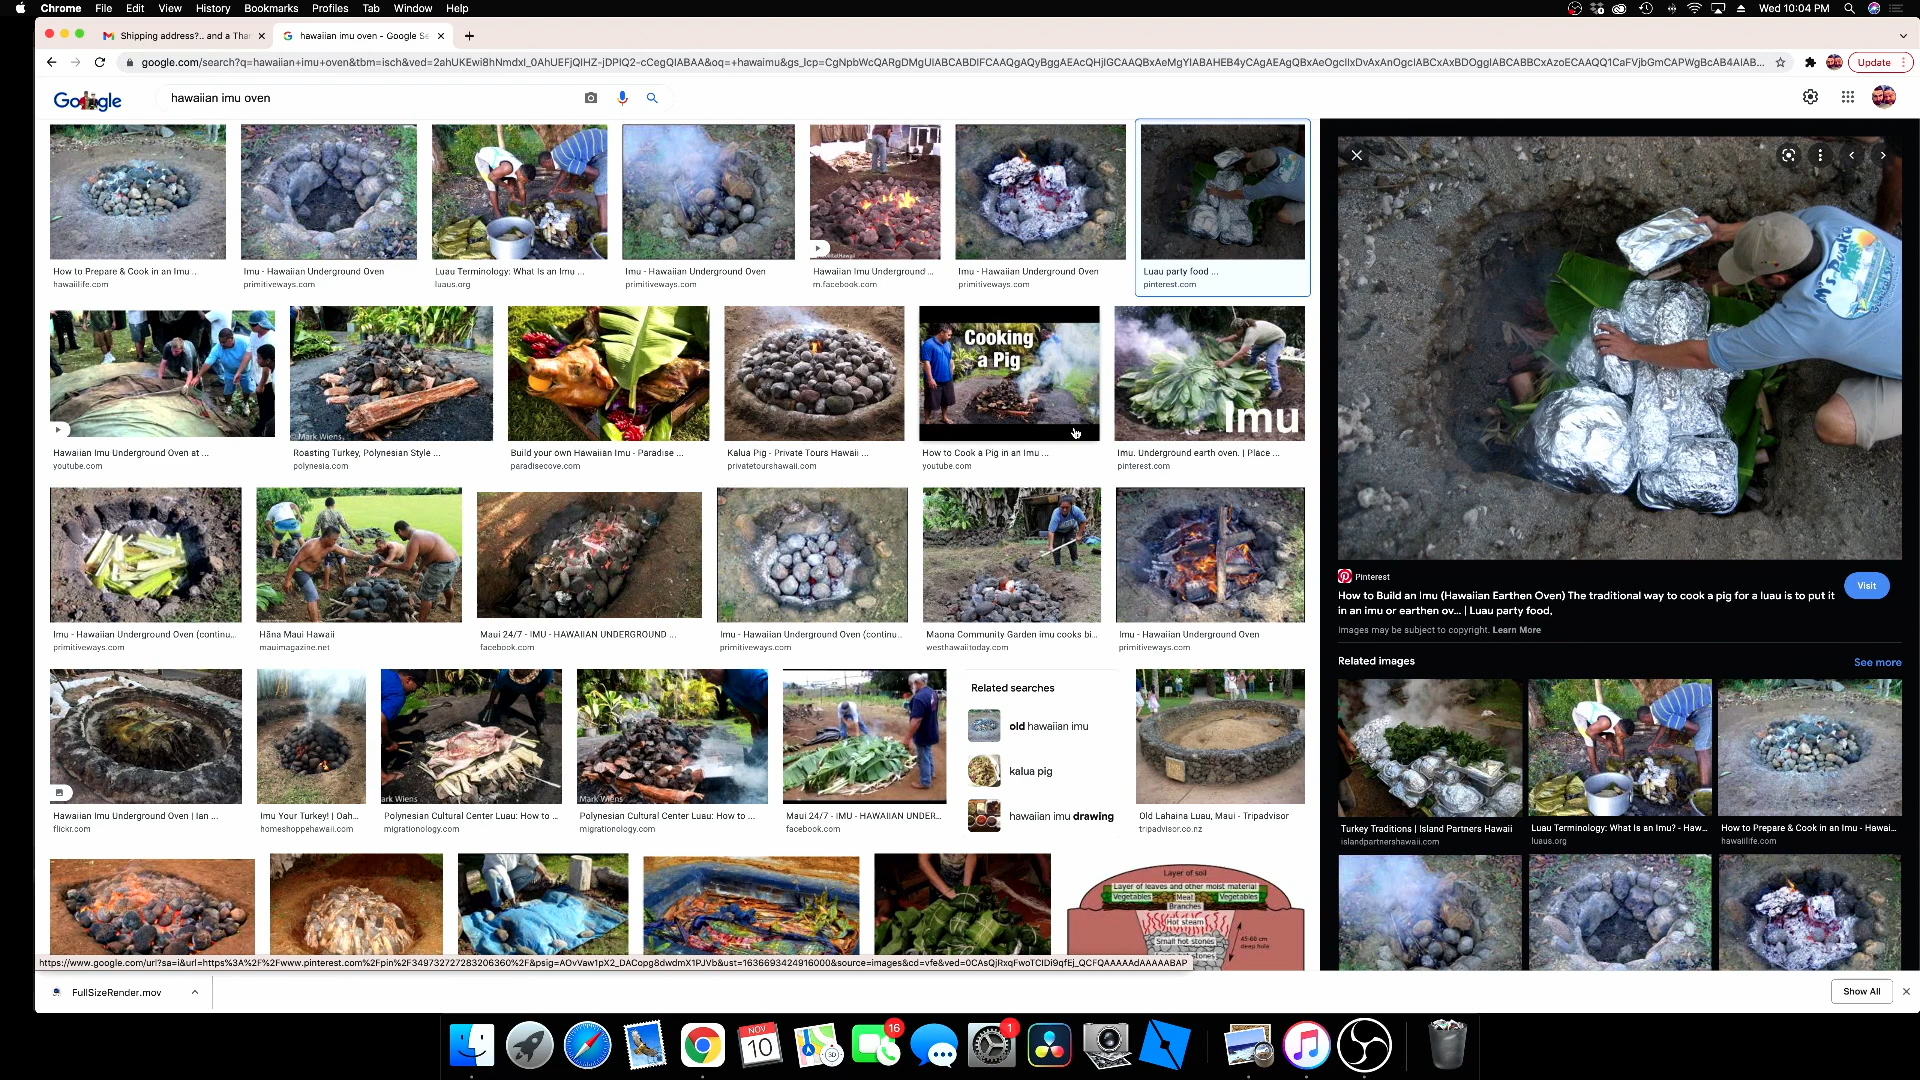 Chrome File Edit View History Bookmarks Profiles Tab Window Help
Wed 10:04 PM
Shipping address?.. and a Tha
hawaiian imu oven - Google Se
Update
Google
hawaiian imu oven
How to Prepare & Cook in an Imu ...
hawaiilife.com
Imu - Hawaiian Underground Oven
primitiveways.com
Luau Terminology: What Is an Imu ...
luaus.org
Imu - Hawaiian Underground Oven
primitiveways.com
Hawaiian Imu Underground ...
m.facebook.com
Imu - Hawaiian Underground Oven
primitiveways.com
Luau party food ...
pinterest.com
Cooking
a Pig
Imu
© Mark Wiens
Hawaiian Imu Underground Oven at ...
youtube.com
Roasting Turkey, Polynesian Style ...
polynesia.com
Build your own Hawaiian Imu - Paradise ...
paradisecove.com
Kalua Pig - Private Tours Hawaii ...
privatetourshawaii.com
How to Cook a Pig in an Imu ...
youtube.com
Imu. Underground earth oven. | Place ...
pinterest.com
Imu - Hawaiian Underground Oven (continu...
primitiveways.com
Hāna Maui Hawaii
mauimagazine.net
Maui 24/7 - IMU - HAWAIIAN UNDERGROUND ...
facebook.com
Imu - Hawaiian Underground Oven (continu...
primitiveways.com
Maona Community Garden imu cooks bi...
westhawaiitoday.com
Imu - Hawaiian Underground Oven
primitiveways.com
ark Wiens
Mark Wiens
Hawaiian Imu Underground Oven | Ian ...
flickr.com
Imu Your Turkey! | Oah...
homeshoppehawaii.com
Polynesian Cultural Center Luau: How to ...
migrationology.com
Polynesian Cultural Center Luau: How to ...
migrationology.com
Maui 24/7 - IMU - HAWAIIAN UNDER...
facebook.com
Related searches
old hawaiian imu
kalua pig
hawaiian imu drawing
Old Lahaina Luau, Maui - Tripadvisor
tripadvisor.co.nz
Layer of soil
Layer of leaves and other moist material
Vegetables Meat Vegetables
Branches
Hot steam
Small hot stones
45-60 cm
deep hole
Pinterest
How to Build an Imu (Hawaiian Earthen Oven) The traditional way to cook a pig for a luau is to put it
in an imu or earthen ov... | Luau party food,
Visit
Images may be subject to copyright. Learn More
Related images
See more
Turkey Traditions | Island Partners Hawaii
islandpartnershawaii.com
Luau Terminology: What Is an Imu? - Haw...
luaus.org
How to Prepare & Cook in an Imu - Hawai...
hawaiilife.com
FullSizeRender.mov
Show All
NOV
10
3D
16
1